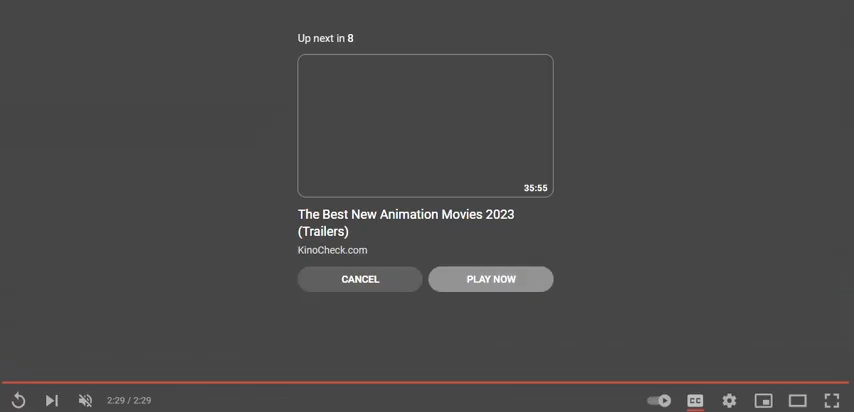 Up next in 8
35:55
The Best New Animation Movies 2023
(Trailers)
KinoCheck.com
CANCEL
PLAY NOW
2:29 / 2:29
CC